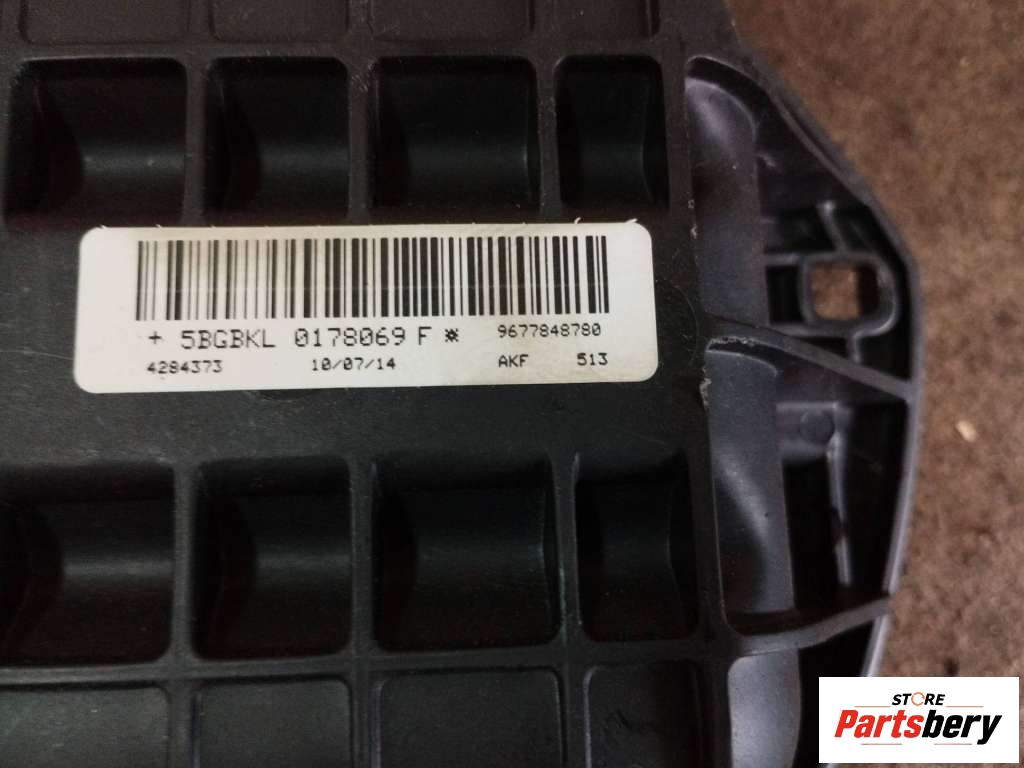 + 5BGBKL 0178069 F * 9677848780
4284373 10/07/14 AKF 513
STORE
Partsbery